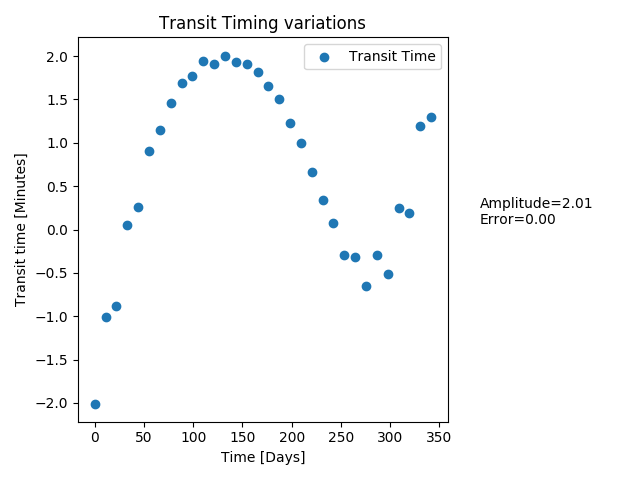 Transit Timing variations
Transit Time
Transit time [Minutes]
2.0
1.5
1.0
0.5
0.0
−0.5
−1.0
−1.5
−2.0
0 50 100 150 200 250 300 350
Time [Days]
Amplitude=2.01
Error=0.00